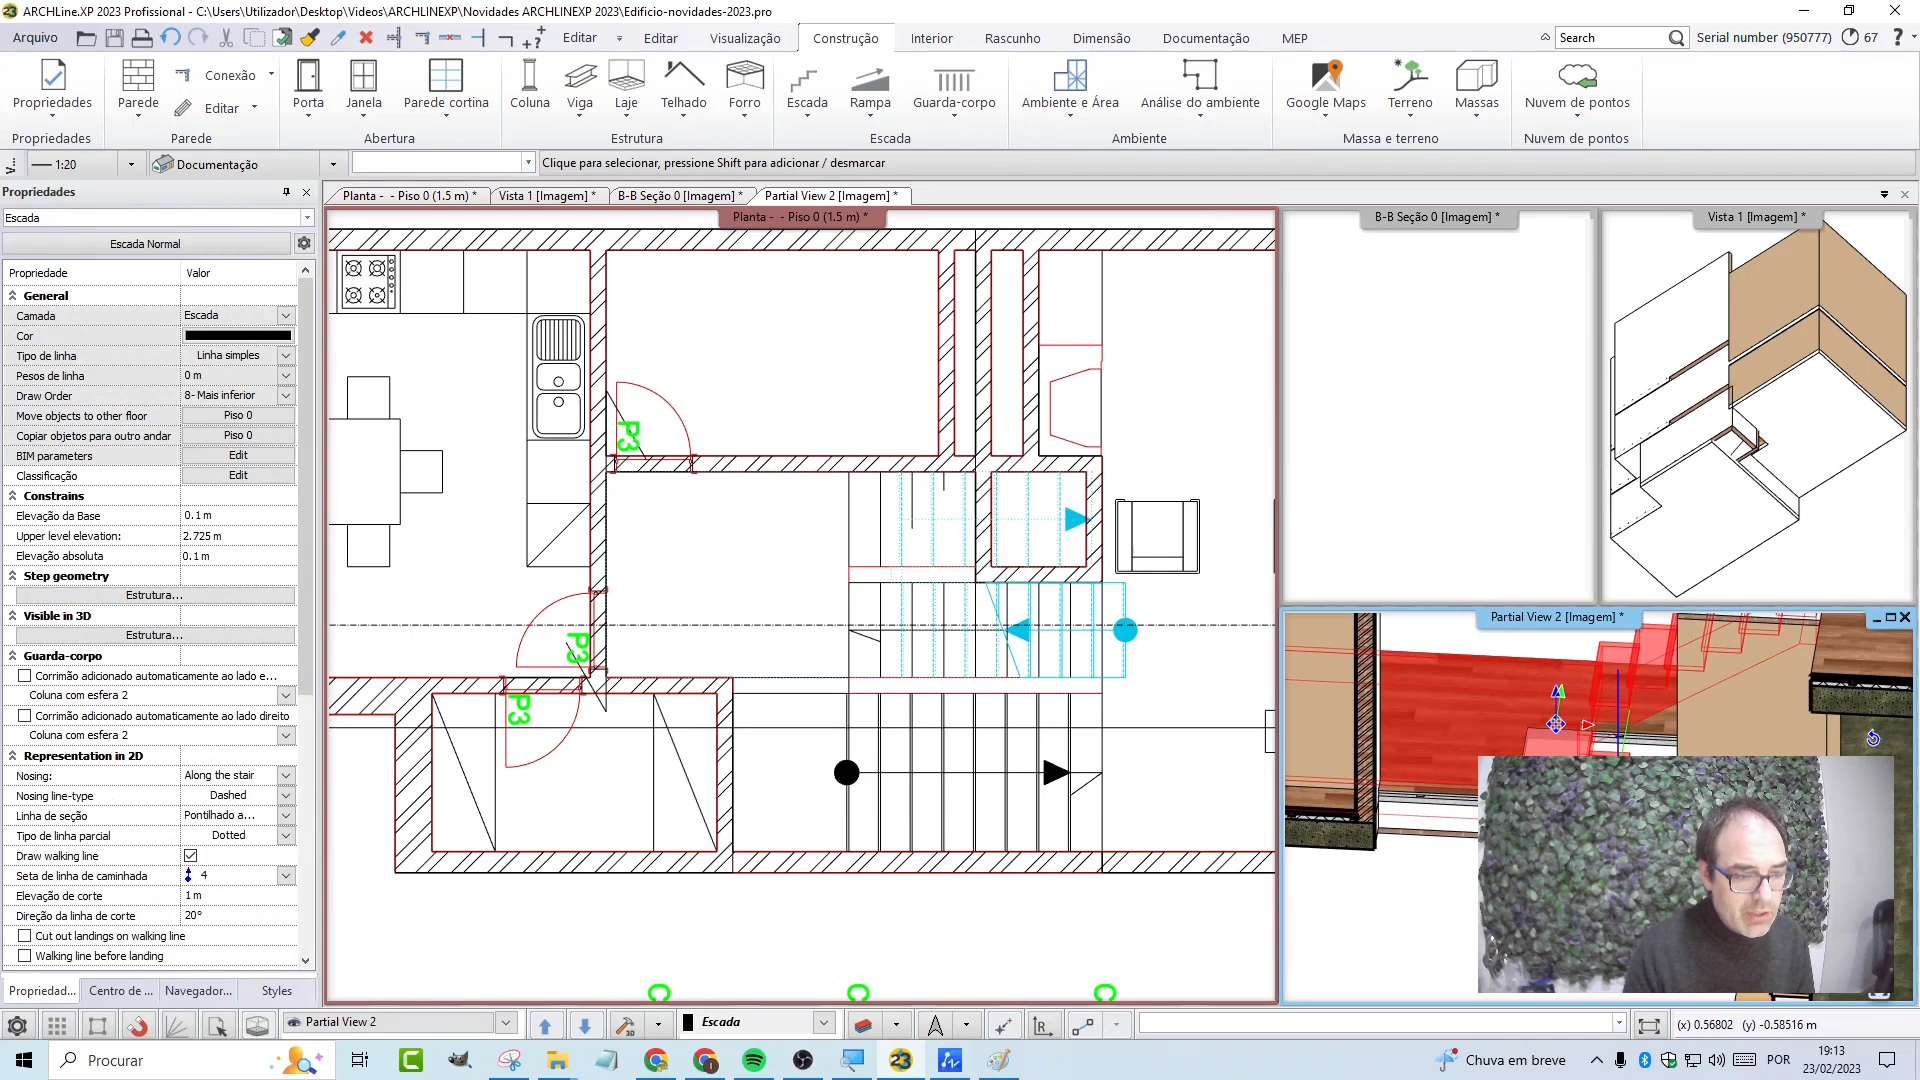 ARCHLine.XP 2023 Profissional - C:\Users\Utilizador\Desktop\Videos\ARCHLINEXP\Novidades ARCHLINEXP 2023\Edificio-novidades-2023.pro
Arquivo
Editar
Editar
Visualização
Construção
Interior
Rascunho
Dimensão
Documentação
MEP
Search
Serial number (950777)
67
?
Propriedades
Parede
Conexão
Editar
Porta
Janela
Parede cortina
Coluna
Viga
Laje
Telhado
Forro
Escada
Rampa
Guarda-corpo
Ambiente e Área
Análise do ambiente
Google Maps
Terreno
Massas
Nuvem de pontos
Propriedades
Parede
Abertura
Estrutura
Escada
Ambiente
Massa e terreno
Nuvem de pontos
1:20
Documentação
Clique para selecionar, pressione Shift para adicionar / desmarcar
Propriedades
Planta - - Piso 0 (1.5 m) *
Vista 1 [Imagem] *
B-B Seção 0 [Imagem] *
Partial View 2 [Imagem] *
Planta - - Piso 0 (1.5 m) *
B-B Seção 0 [Imagem] *
Vista 1 [Imagem] *
Partial View 2 [Imagem] *
Escada
Escada Normal
Propriedade Valor
General
Camada Escada
Cor
Tipo de linha Linha simples
Pesos de linha 0 m
Draw Order 8- Mais inferior
Move objects to other floor Piso 0
Copiar objetos para outro andar Piso 0
BIM parameters Edit
Classificação Edit
Constrains
Elevação da Base 0.1 m
Upper level elevation: 2.725 m
Elevação absoluta 0.1 m
Step geometry
Estrutura...
Visible in 3D
Estrutura...
Guarda-corpo
Corrimão adicionado automaticamente ao lado e...
Coluna com esfera 2
Corrimão adicionado automaticamente ao lado direito
Coluna com esfera 2
Representation in 2D
Nosing: Along the stair
Nosing line-type Dashed
Linha de seção Pontilhado a...
Tipo de linha parcial Dotted
Draw walking line
Seta de linha de caminhada 4
Elevação de corte 1 m
Direção da linha de corte 20°
Cut out landings on walking line
Walking line before landing
P3
P3
P3
C
C
C
Propriedad...
Centro de ...
Navegador...
Styles
Partial View 2
Escada
(x) 0.56802 (y) -0.58516 m
Procurar
23
Chuva em breve
POR
19:13
23/02/2023